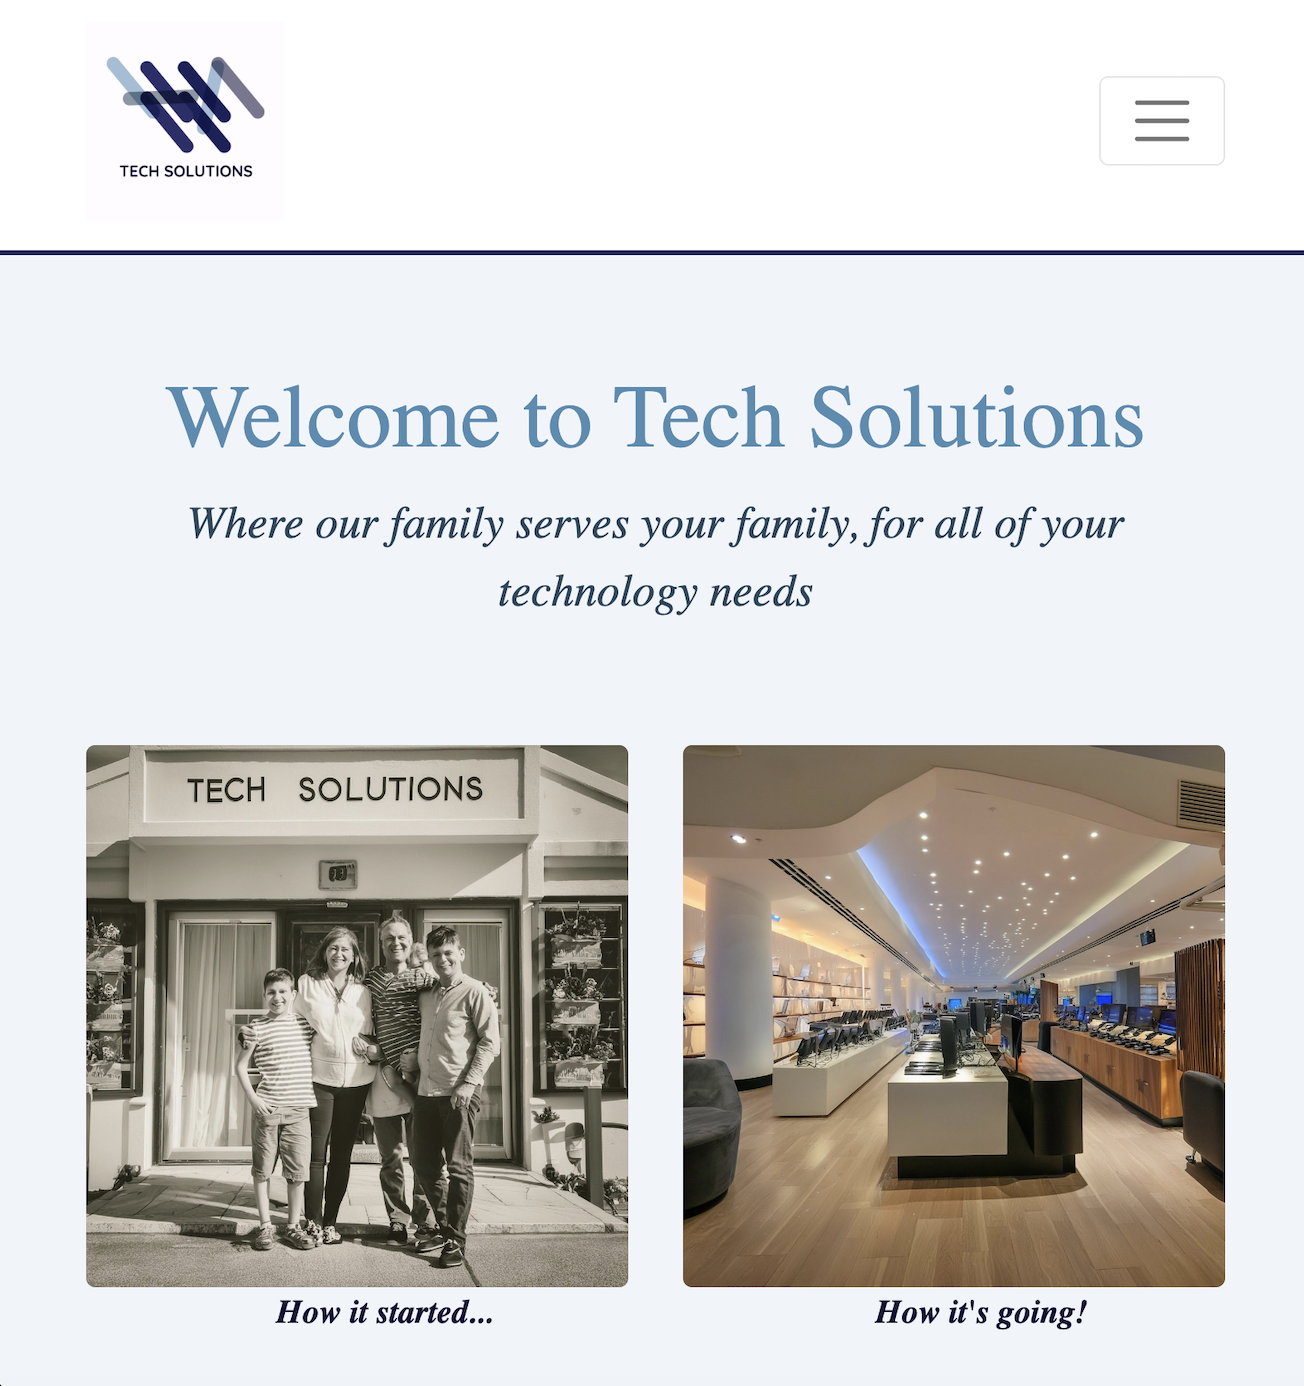 TECH SOLUTIONS
Welcome to Tech Solutions
Where our family serves your family, for all of your
technology needs
TECH SOLUTIONS
11
How it started...
How it's going!